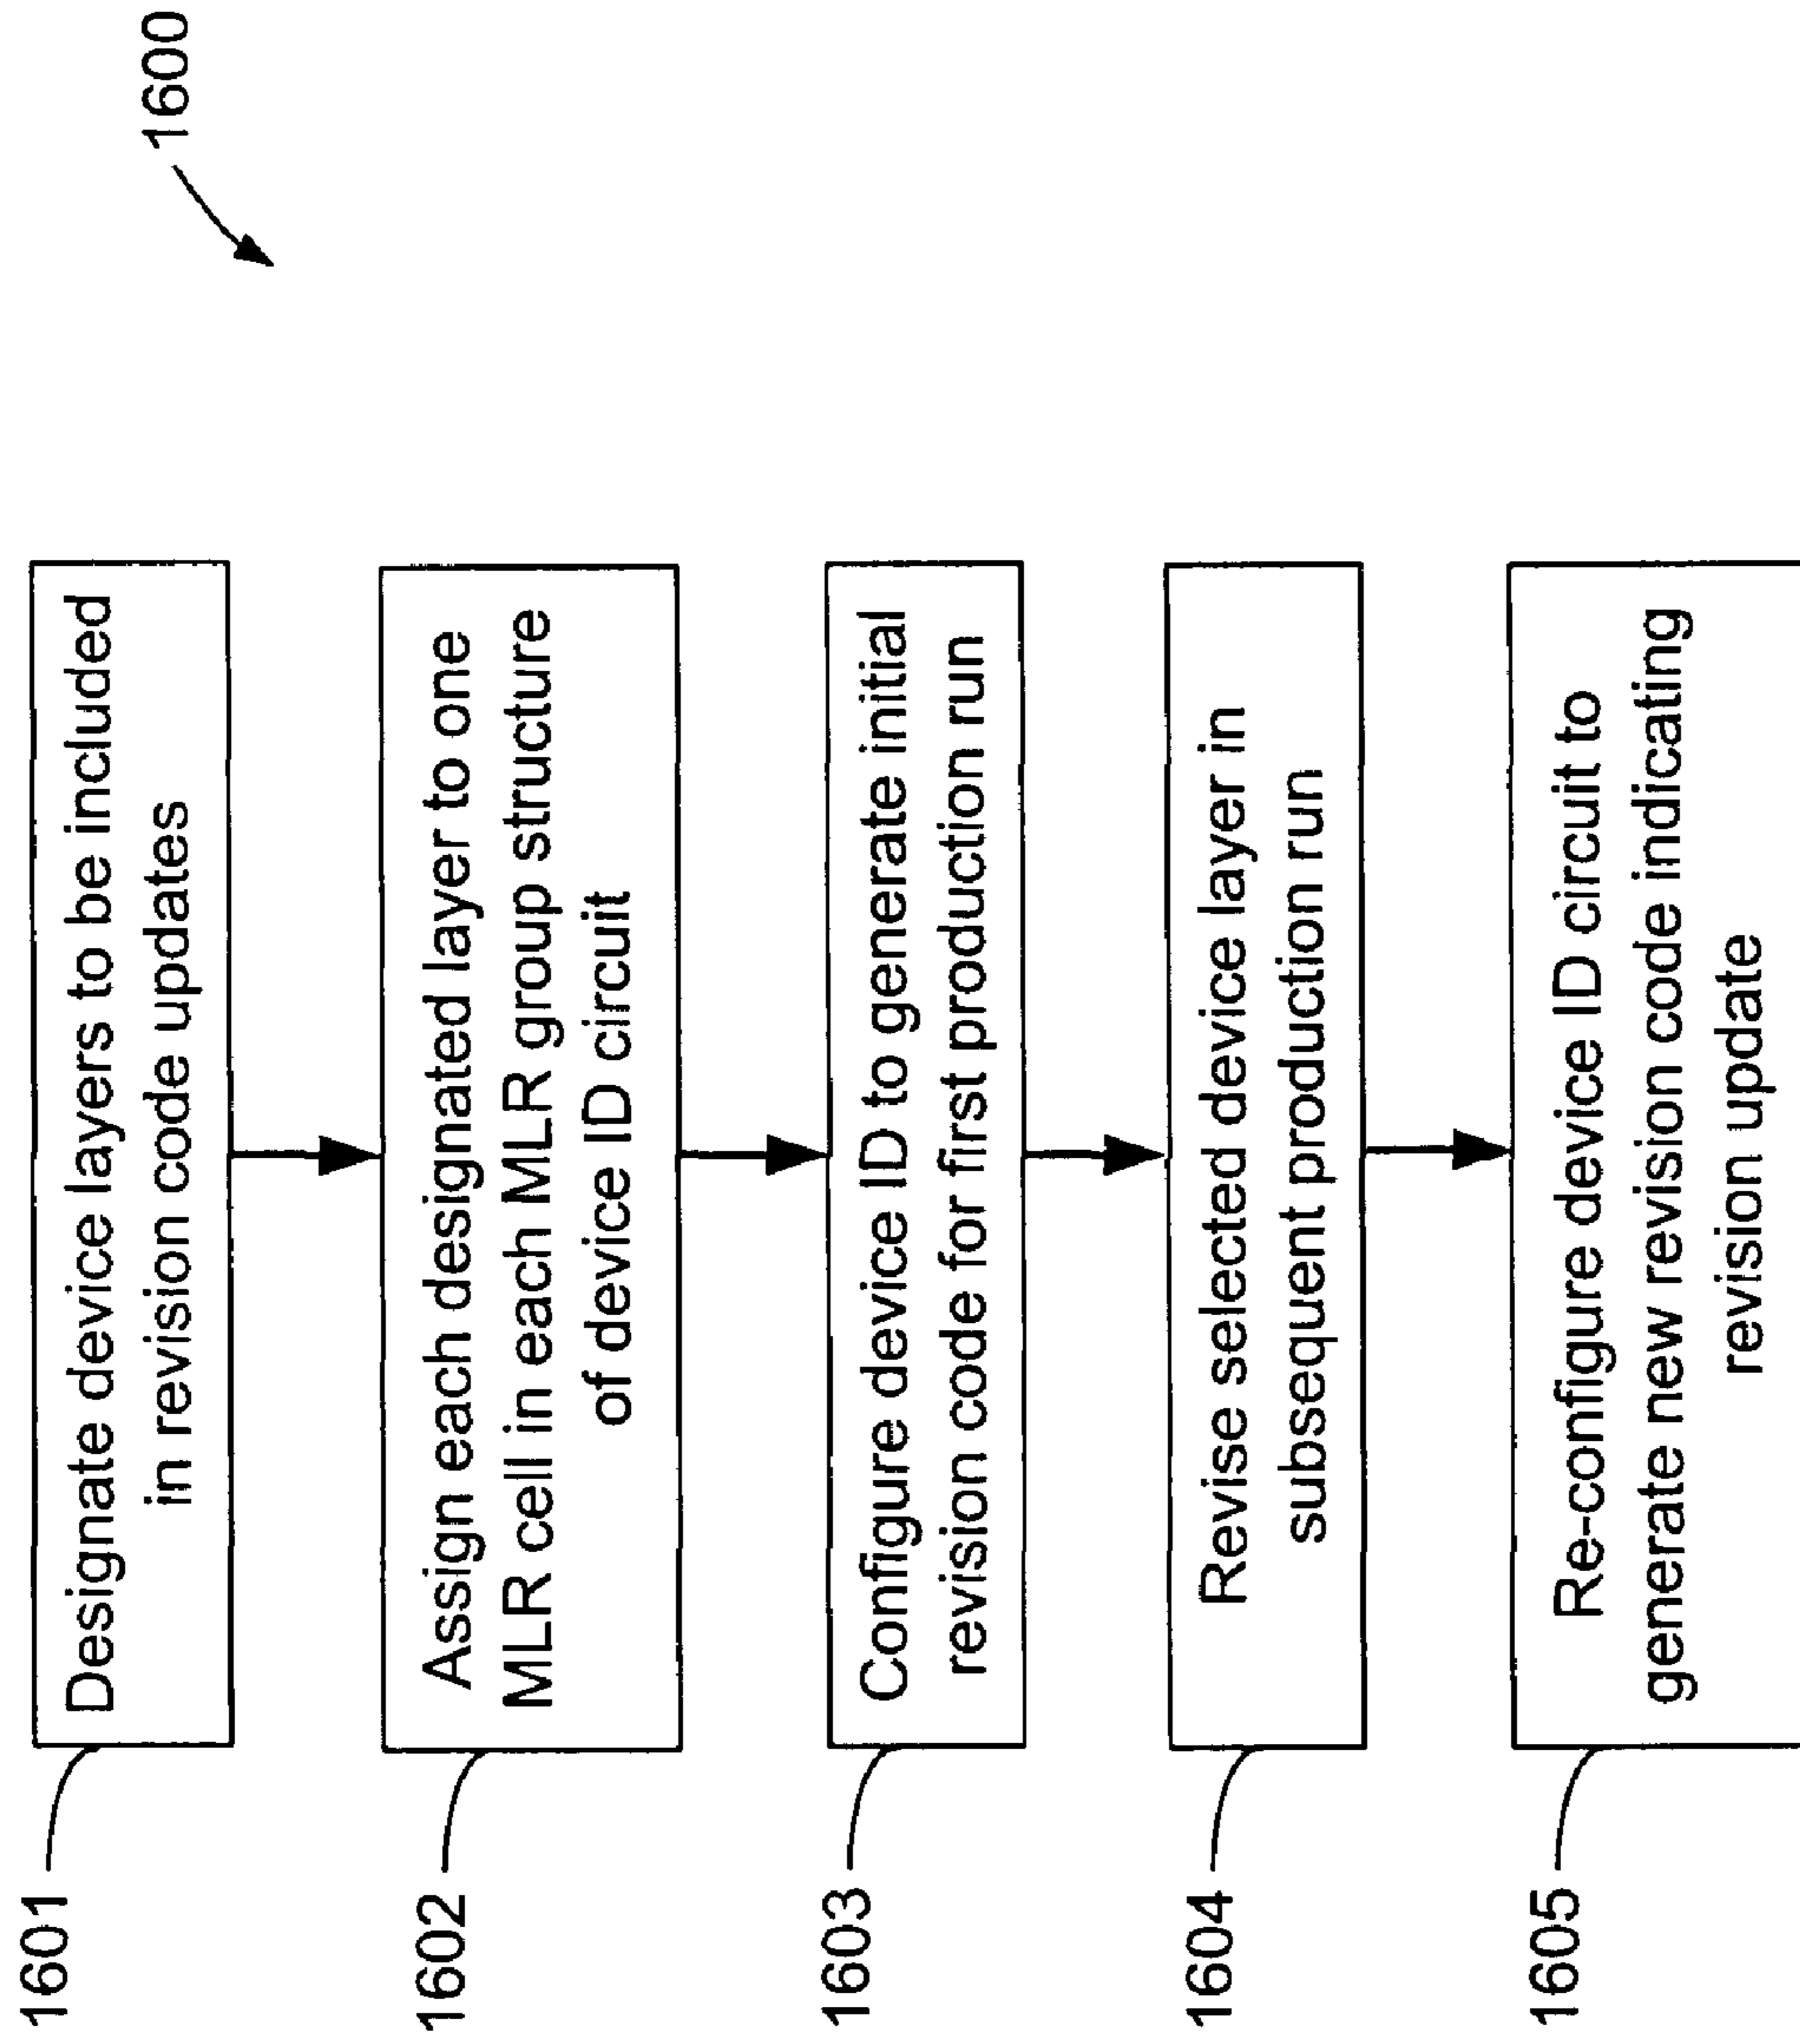 1600
1601
Designate device layers to be included
in revision code updates
1602
Assign each designated layer to one
MLR cell in each MLR group structure
of device ID circuit
1603
Configure device ID to generate initial
revision code for first production run
1604
Revise selected device layer in
subsequent production run
1605
Re-configure device ID circuit to
generate new revision code indicating
revision update